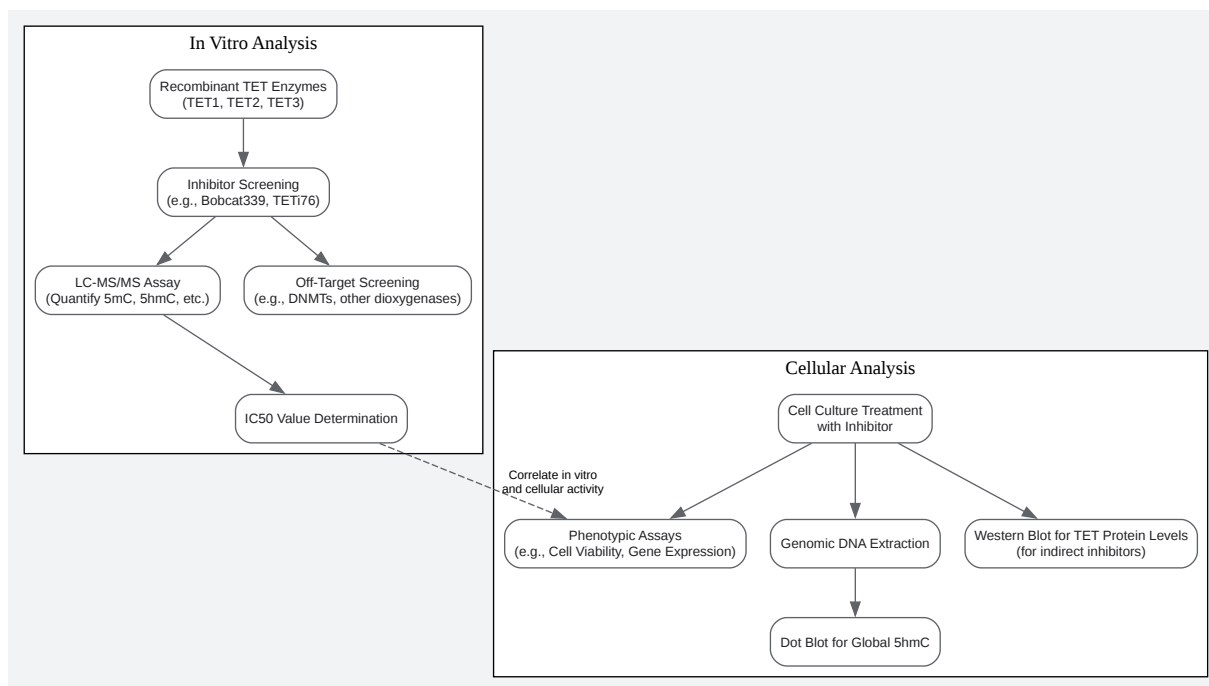 In Vitro Analysis
Recombinant TET Enzymes
(TET1, TET2, TET3)
Inhibitor Screening
(e.g., Bobcat339, TETi76)
LC-MS/MS Assay
(Quantify 5mC, 5hmC, etc.)
Off-Target Screening
(e.g., DNMTs, other dioxygenases)
IC50 Value Determination
Correlate in vitro
and cellular activity
Cellular Analysis
Cell Culture Treatment
with Inhibitor
Phenotypic Assays
(e.g., Cell Viability, Gene Expression)
Genomic DNA Extraction
Western Blot for TET Protein Levels
(for indirect inhibitors)
Dot Blot for Global 5hmC